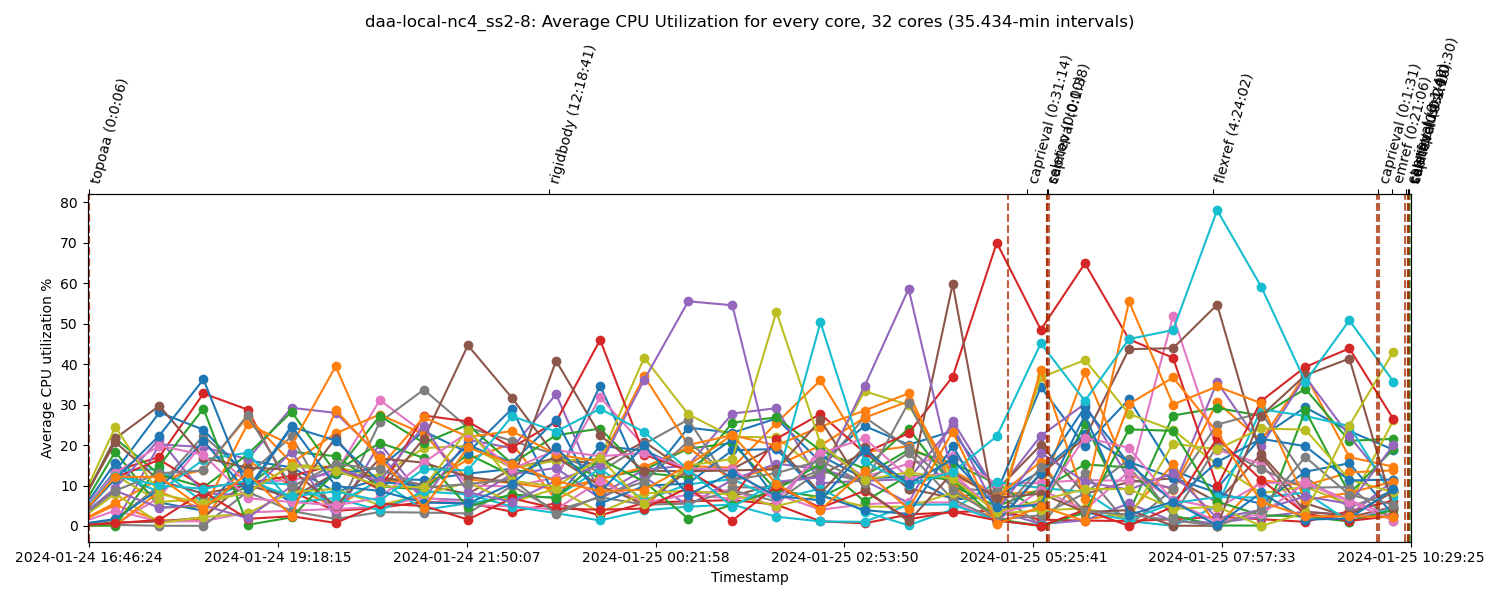 daa-local-nc4_ss2-8: Average CPU Utilization for every core, 32 cores (35.434-min intervals)
topoaa (0:0:06)
rigidbody (12:18:41)
caprieval (0:31:14)
flexref (4:24:02)
caprieval (0:1:31)
emref (0:21:06)
Average CPU utilization %
80
70
60
50
40
30
20
10
0
2024-01-24 16:46:24
2024-01-24 19:18:15
2024-01-24 21:50:07
2024-01-25 00:21:58
2024-01-25 02:53:50
2024-01-25 05:25:41
2024-01-25 07:57:33
2024-01-25 10:29:25
Timestamp